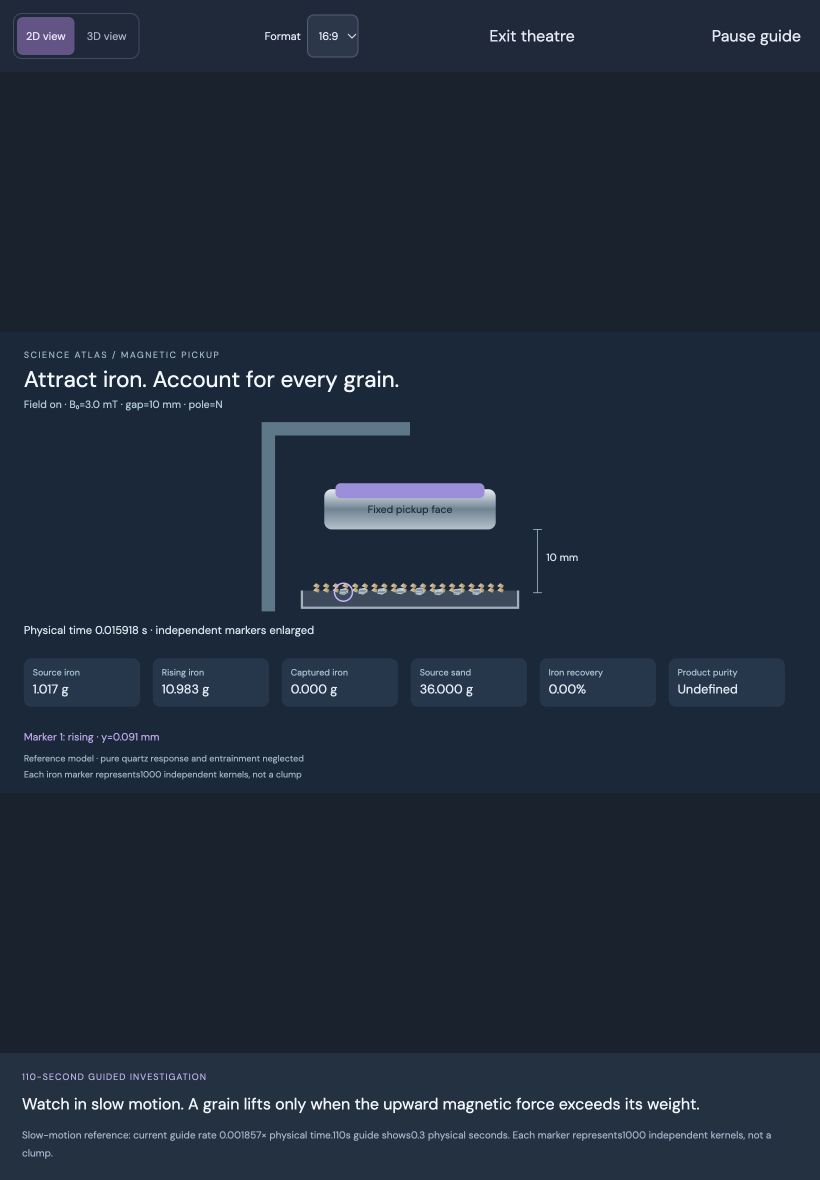 2D view
3D view
Format
16:9
Exit theatre
Pause guide
SCIENCE ATLAS / MAGNETIC PICKUP
Attract iron. Account for every grain.
Field on · B₀=3.0 mT · gap=10 mm · pole=N
Fixed pickup face
10 mm
Physical time 0.015918 s · independent markers enlarged
Source iron
1.017 g
Rising iron
10.983 g
Captured iron
0.000 g
Source sand
36.000 g
Iron recovery
0.00%
Product purity
Undefined
Marker 1: rising · y=0.091 mm
Reference model · pure quartz response and entrainment neglected
Each iron marker represents1000 independent kernels, not a clump
110-SECOND GUIDED INVESTIGATION
Watch in slow motion. A grain lifts only when the upward magnetic force exceeds its weight.
Slow-motion reference: current guide rate 0.001857× physical time.110s guide shows0.3 physical seconds. Each marker represents1000 independent kernels, not a
clump.